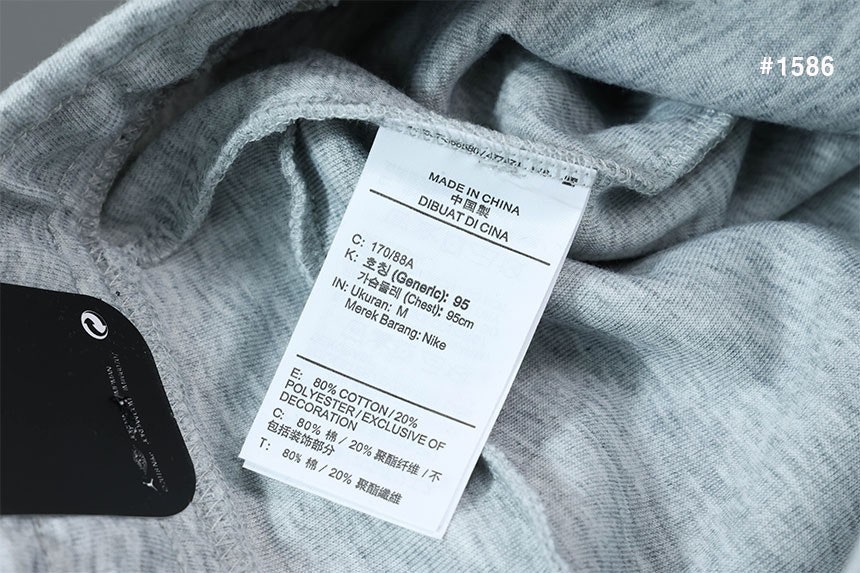 #1586
MADE IN CHINA
中国製
DIBUAT DI CINA
C: 170/88A
K: 호칭 (Generic): 95
가슴둘레 (Chest): 95cm
IN: Ukuran: M
Merek Barang: Nike
E: 80% COTTON / 20%
POLYESTER / EXCLUSIVE OF
DECORATION
C: 80% 棉 / 20% 聚酯纤维 / 不
包括装饰部分
T: 80% 棉 / 20% 聚酯纖維